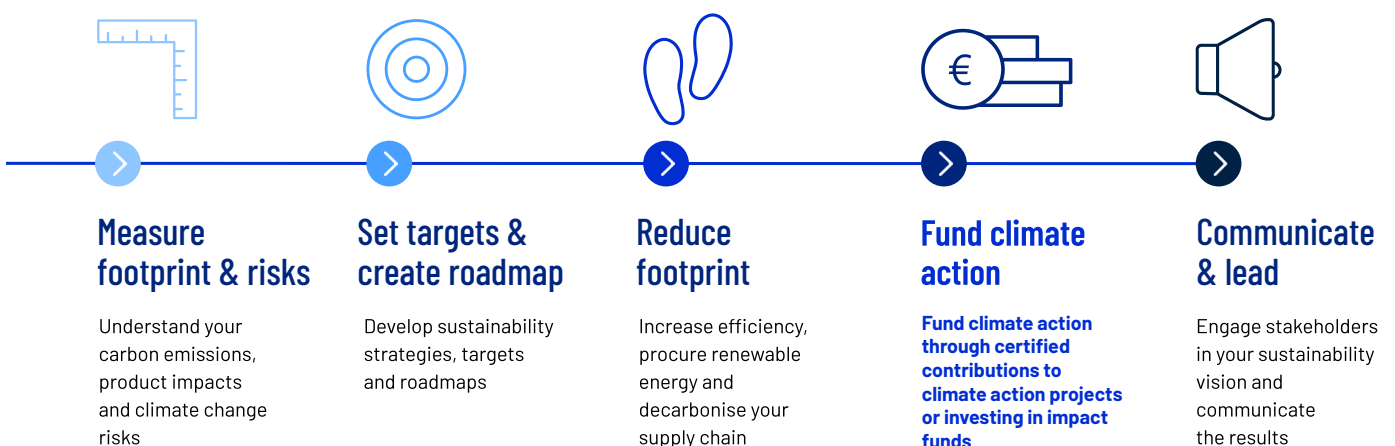 €
Measure
footprint & risks
Understand your
carbon emissions,
product impacts
and climate change
risks
Set targets &
create roadmap
Develop sustainability
strategies, targets
and roadmaps
Reduce
footprint
Increase efficiency,
procure renewable
energy and
decarbonise your
supply chain
Fund climate
action
Fund climate action
through certified
contributions to
climate action projects
or investing in impact
funds
Communicate
& lead
Engage stakeholders
in your sustainability
vision and
communicate
the results